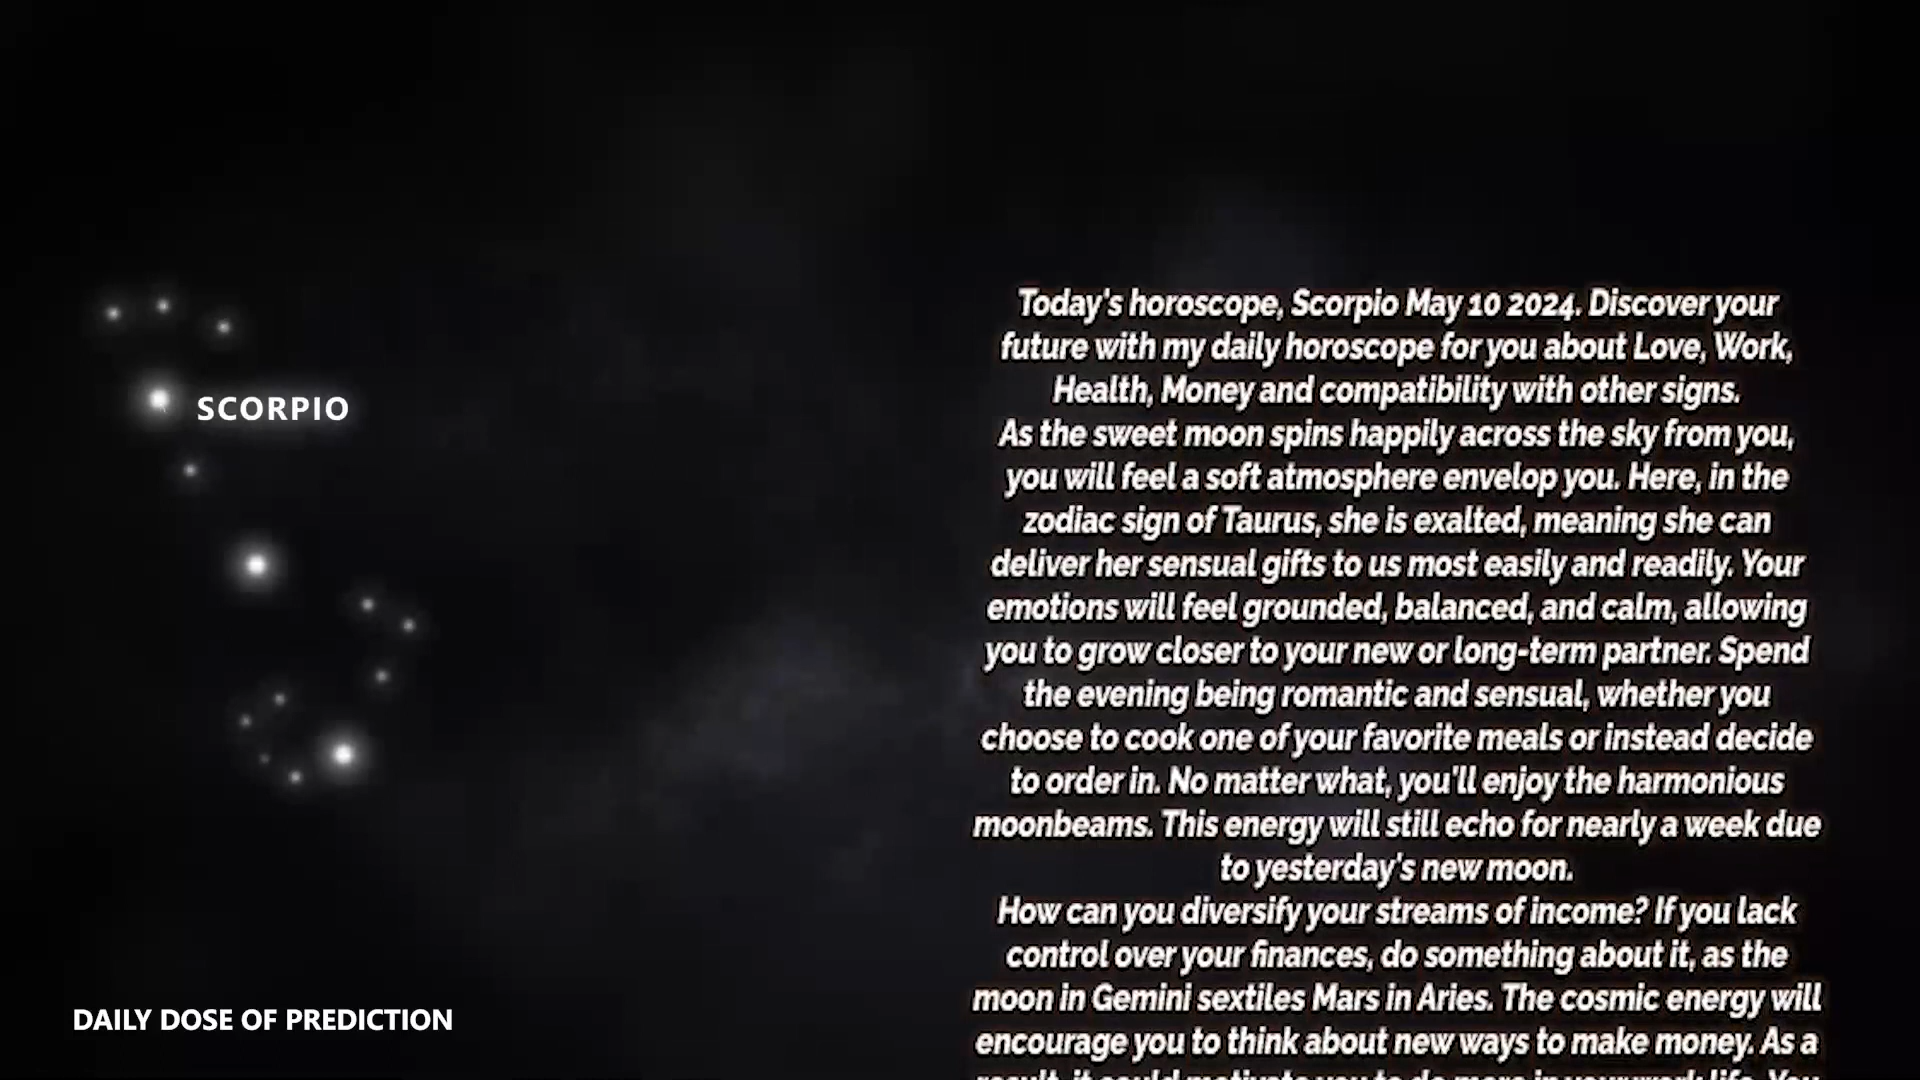 SCORPIO
Today's horoscope, Scorpio May 10 2024. Discover your
future with my daily horoscope for you about Love, Work,
Health, Money and compatibility with other signs.
As the sweet moon spins happily across the sky from you,
you will feel a soft atmosphere envelop you. Here, in the
zodiac sign of Taurus, she is exalted, meaning she can
deliver her sensual gifts to us most easily and readily. Your
emotions will feel grounded, balanced, and calm, allowing
you to grow closer to your new or long-term partner. Spend
the evening being romantic and sensual, whether you
choose to cook one of your favorite meals or instead decide
to order in. No matter what, you'll enjoy the harmonious
moonbeams. This energy will still echo for nearly a week due
to yesterday's new moon.
How can you diversify your streams of income? If you lack
control over your finances, do something about it, as the
moon in Gemini sextiles Mars in Aries. The cosmic energy will
encourage you to think about new ways to make money. As a
DAILY DOSE OF PREDICTION